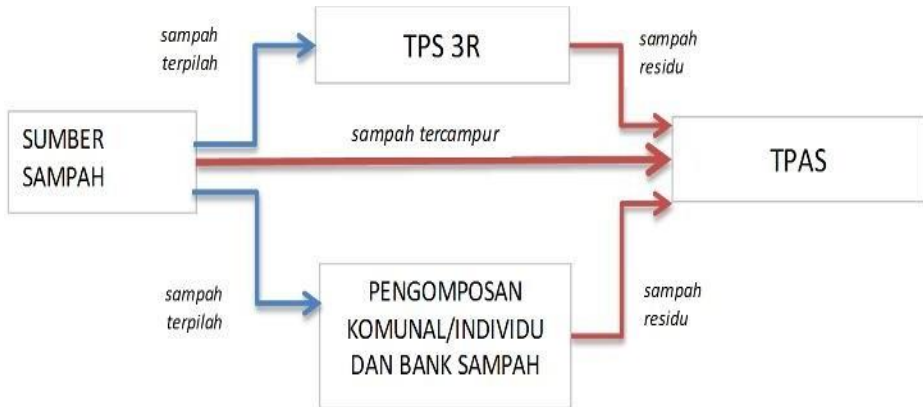 sampah
terpilah
TPS 3R
sampah
residu
SUMBER
SAMPAH
sampah tercampur
TPAS
sampah
terpilah
PENGOMPOSAN
KOMUNAL/INDIVIDU
DAN BANK SAMPAH
sampah
residu